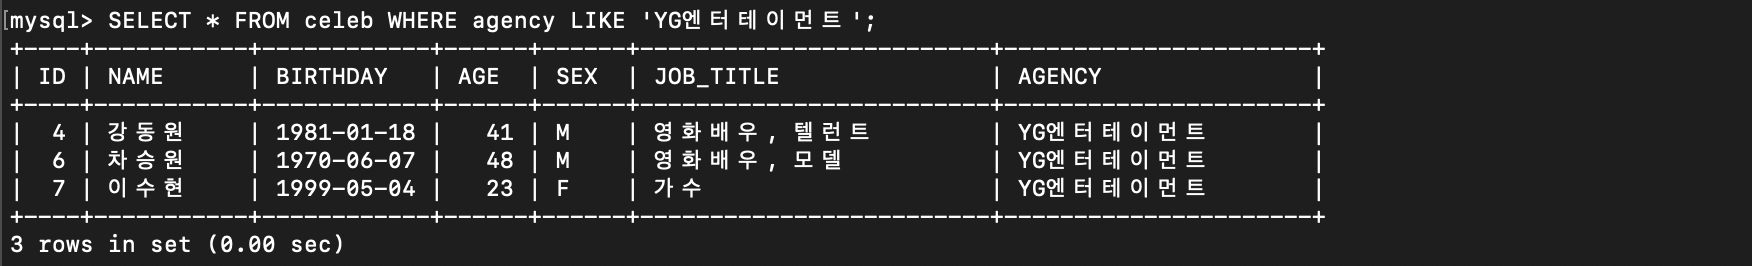 mysql> SELECT * FROM celeb WHERE agency LIKE 'YG엔터테이먼트';
+----+-----------+------------+------+------+-------------------------+----------------------+
| ID | NAME      | BIRTHDAY   | AGE  | SEX  | JOB_TITLE               | AGENCY               |
+----+-----------+------------+------+------+-------------------------+----------------------+
|  4 | 강동원    | 1981-01-18 |   41 | M    | 영화배우, 텔런트        | YG엔터테이먼트       |
|  6 | 차승원    | 1970-06-07 |   48 | M    | 영화배우, 모델          | YG엔터테이먼트       |
|  7 | 이수현    | 1999-05-04 |   23 | F    | 가수                    | YG엔터테이먼트       |
+----+-----------+------------+------+------+-------------------------+----------------------+
3 rows in set (0.00 sec)